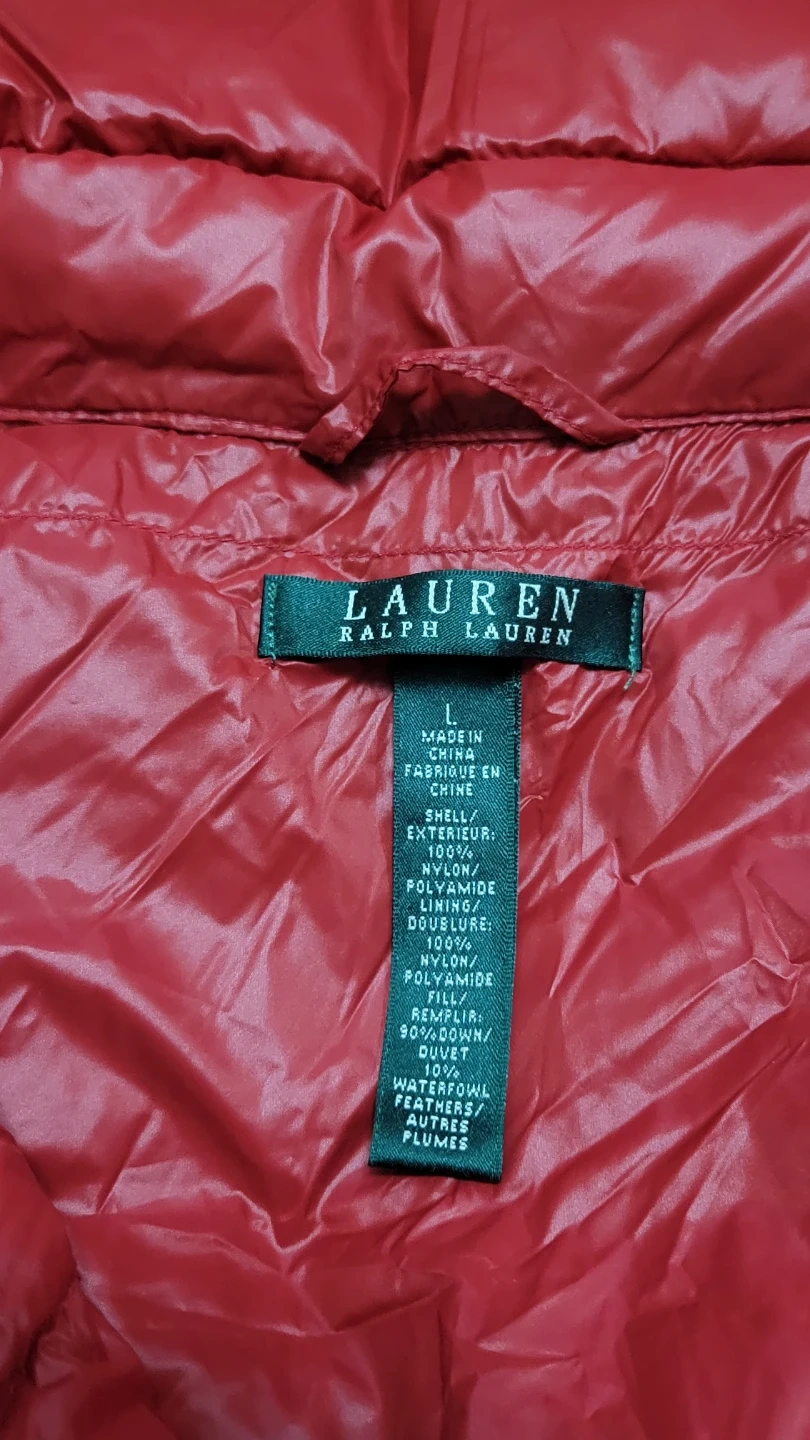 LAUREN
RALPH LAUREN
L
MADE IN
CHINA
FABRIQUE EN
CHINE
SHELL/
EXTERIEUR:
100%
NYLON/
POLYAMIDE
LINING/
DOUBLURE:
100%
NYLON/
POLYAMIDE
FILL/
REMPLIR:
90% DOWN/
DUVET
10%
WATERFOWL
FEATHERS/
AUTRES
PLUMES